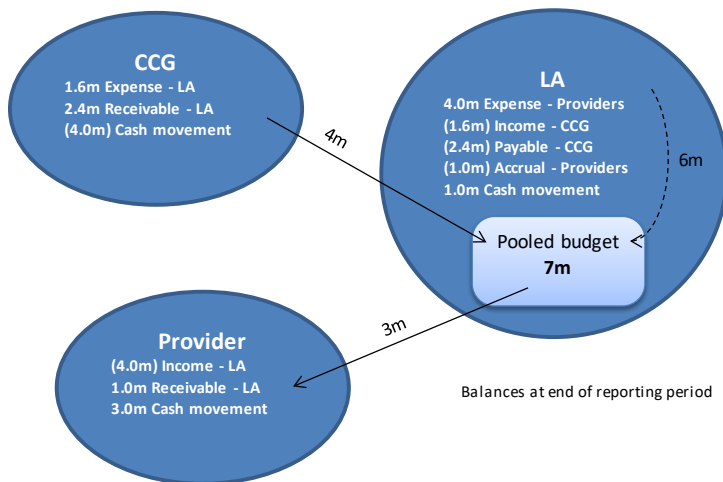 CCG
1.6m Expense - LA
2.4m Receivable - LA
(4.0m) Cash movement
4m
LA
4.0m Expense - Providers
(1.6m) Income - CCG
(2.4m) Payable - CCG
(1.0m) Accrual - Providers
1.0m Cash movement
6m
Pooled budget
7m
3m
Provider
(4.0m) Income - LA
1.0m Receivable - LA
3.0m Cash movement
Balances at end of reporting period